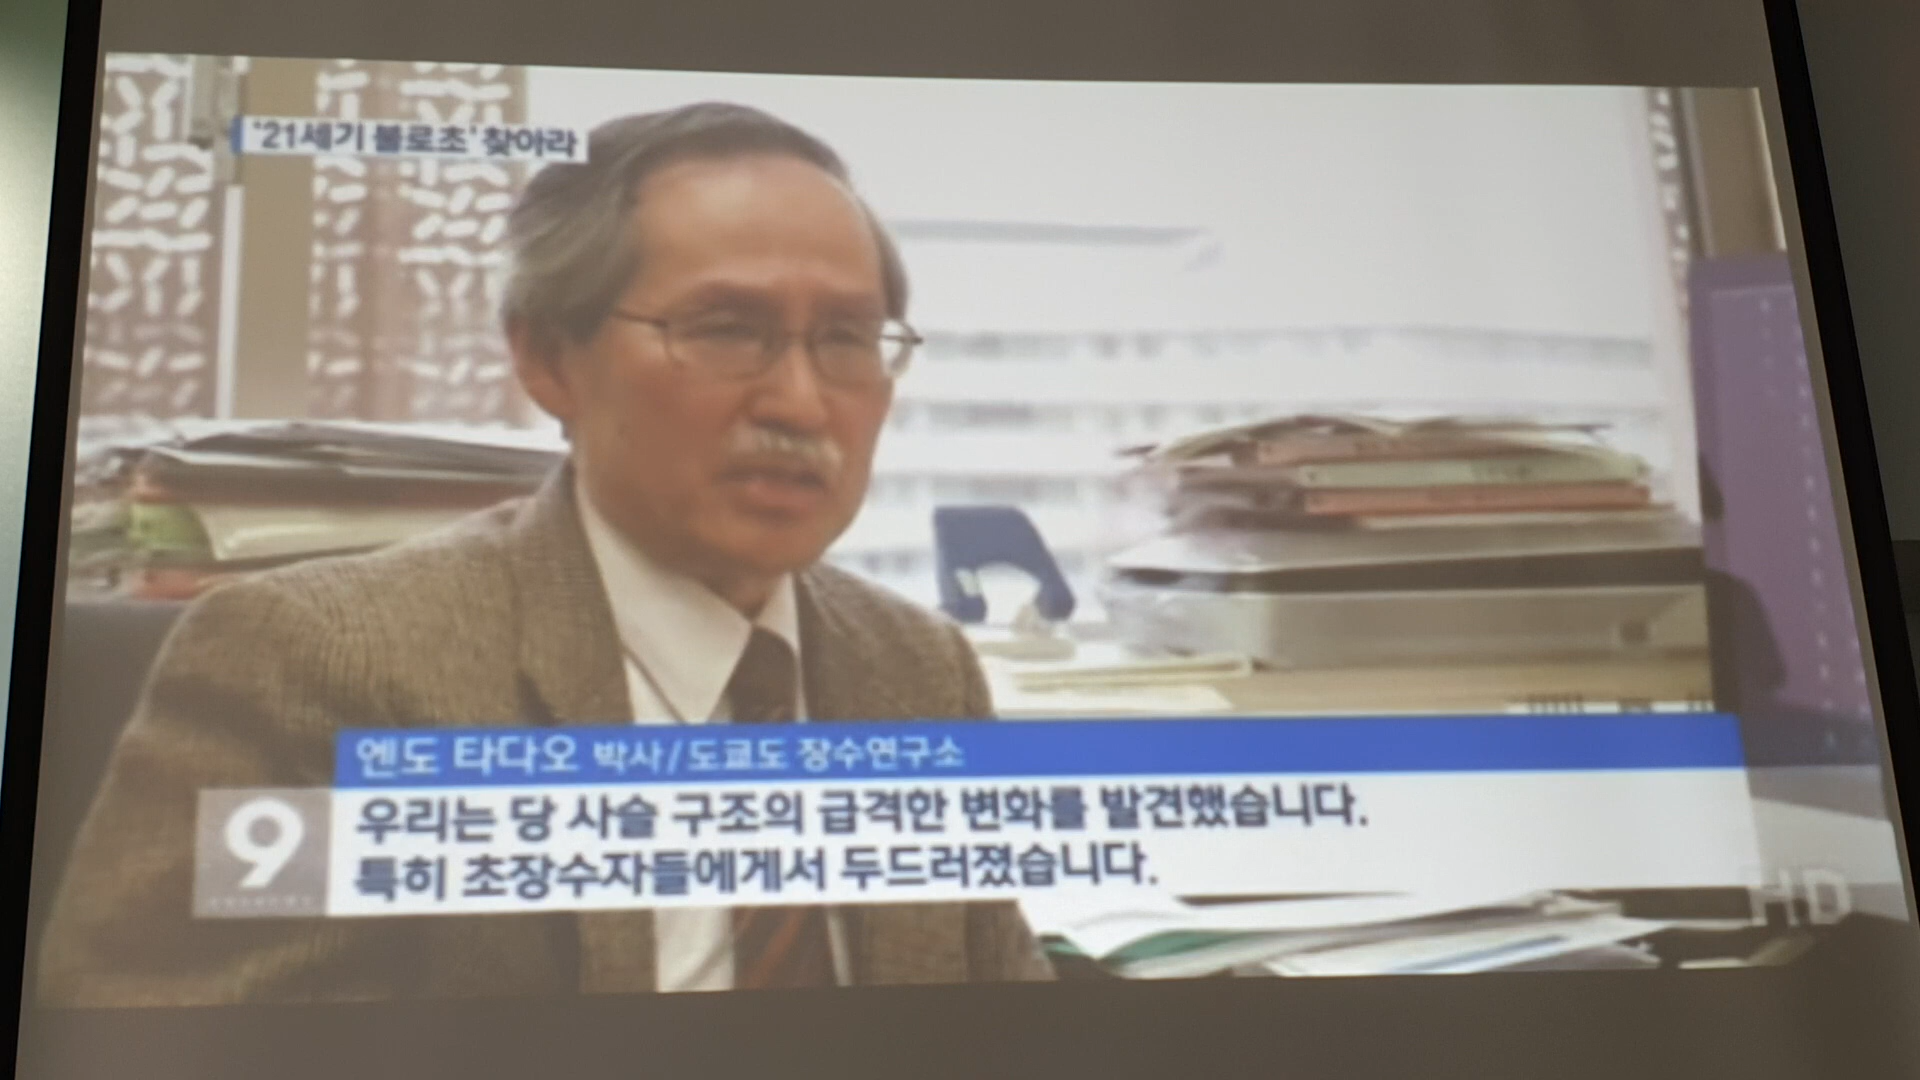 '21세기 불로초' 찾아라
엔도 타다오 박사/도쿄도 장수연구소
9
우리는 당 사슬 구조의 급격한 변화를 발견했습니다.
특히 초장수자들에게서 두드러졌습니다.
HD